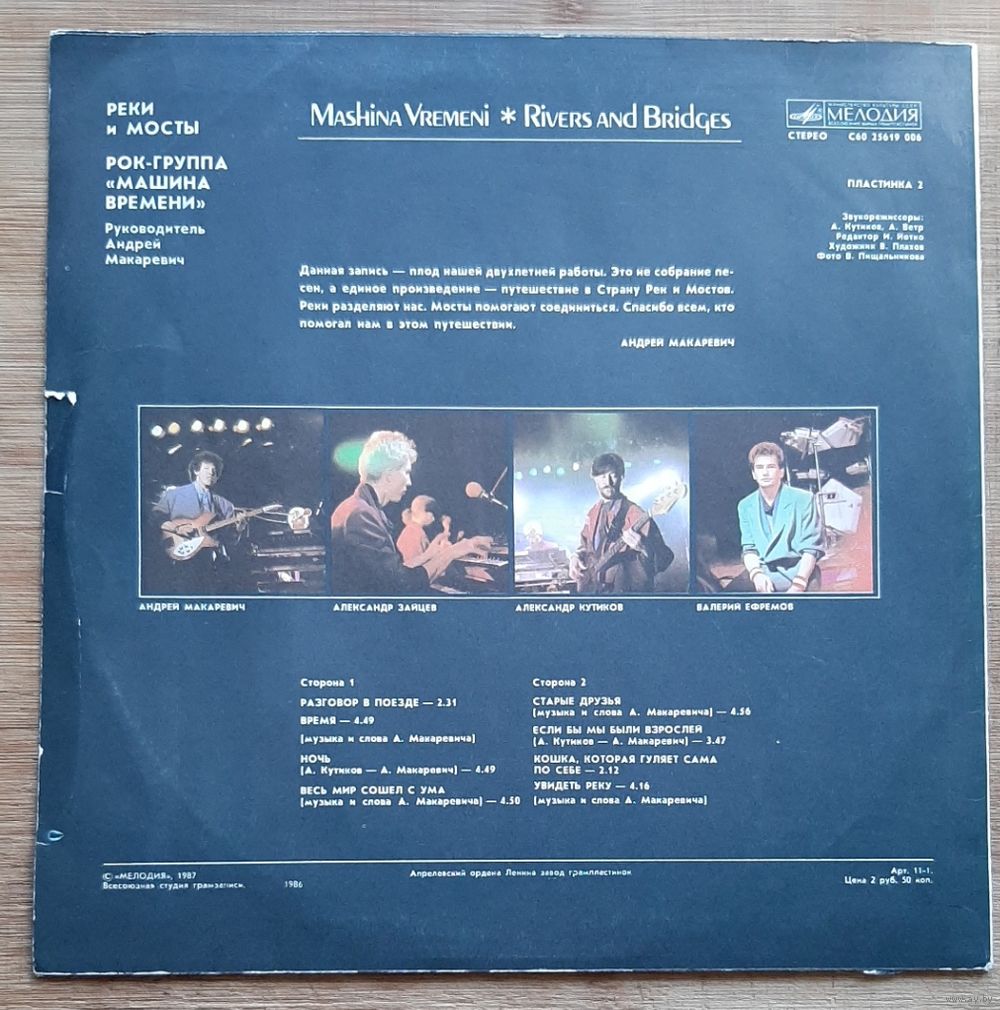 РЕКИ
и МОСТЫ
РОК-ГРУППА
«МАШИНА
ВРЕМЕНИ»
Руководитель
Андрей
Макаревич
Mashina Vremeni * Rivers and Bridges
МИНИСТЕРСТВО КУЛЬТУРЫ СССР
МЕЛОДИЯ
СТЕРЕО С60 25619 006
ПЛАСТИНКА 2
Звукорежиссеры:
А. Кутиков, А. Ветр
Редактор И. Йотко
Художник В. Плахов
Фото В. Пищальникова
Данная запись — плод нашей двухлетней работы. Это не собрание пе-
сен, а единое произведение — путешествие в Страну Рек и Мостов.
Реки разделяют нас. Мосты помогают соединиться. Спасибо всем, кто
помогал нам в этом путешествии.
АНДРЕЙ МАКАРЕВИЧ
АНДРЕЙ МАКАРЕВИЧ АЛЕКСАНДР ЗАЙЦЕВ АЛЕКСАНДР КУТИКОВ ВАЛЕРИЙ ЕФРЕМОВ
Сторона 1
РАЗГОВОР В ПОЕЗДЕ — 2.31
ВРЕМЯ — 4.49
(музыка и слова А. Макаревича)
НОЧЬ
(А. Кутиков — А. Макаревич) — 4.49
ВЕСЬ МИР СОШЕЛ С УМА
(музыка и слова А. Макаревича) — 4.50
Сторона 2
СТАРЫЕ ДРУЗЬЯ
(музыка и слова А. Макаревича) — 4.56
ЕСЛИ БЫ МЫ БЫЛИ ВЗРОСЛЕЙ
(А. Кутиков — А. Макаревич) — 3.47
КОШКА, КОТОРАЯ ГУЛЯЕТ САМА
ПО СЕБЕ — 2.12
УВИДЕТЬ РЕКУ — 4.16
(музыка и слова А. Макаревича)
© «МЕЛОДИЯ», 1987
Всесоюзная студия грамзаписи. 1986
Апрелевский ордена Ленина завод грампластинок
Арт. 11-1.
Цена 2 руб. 50 коп.
www.ay.by